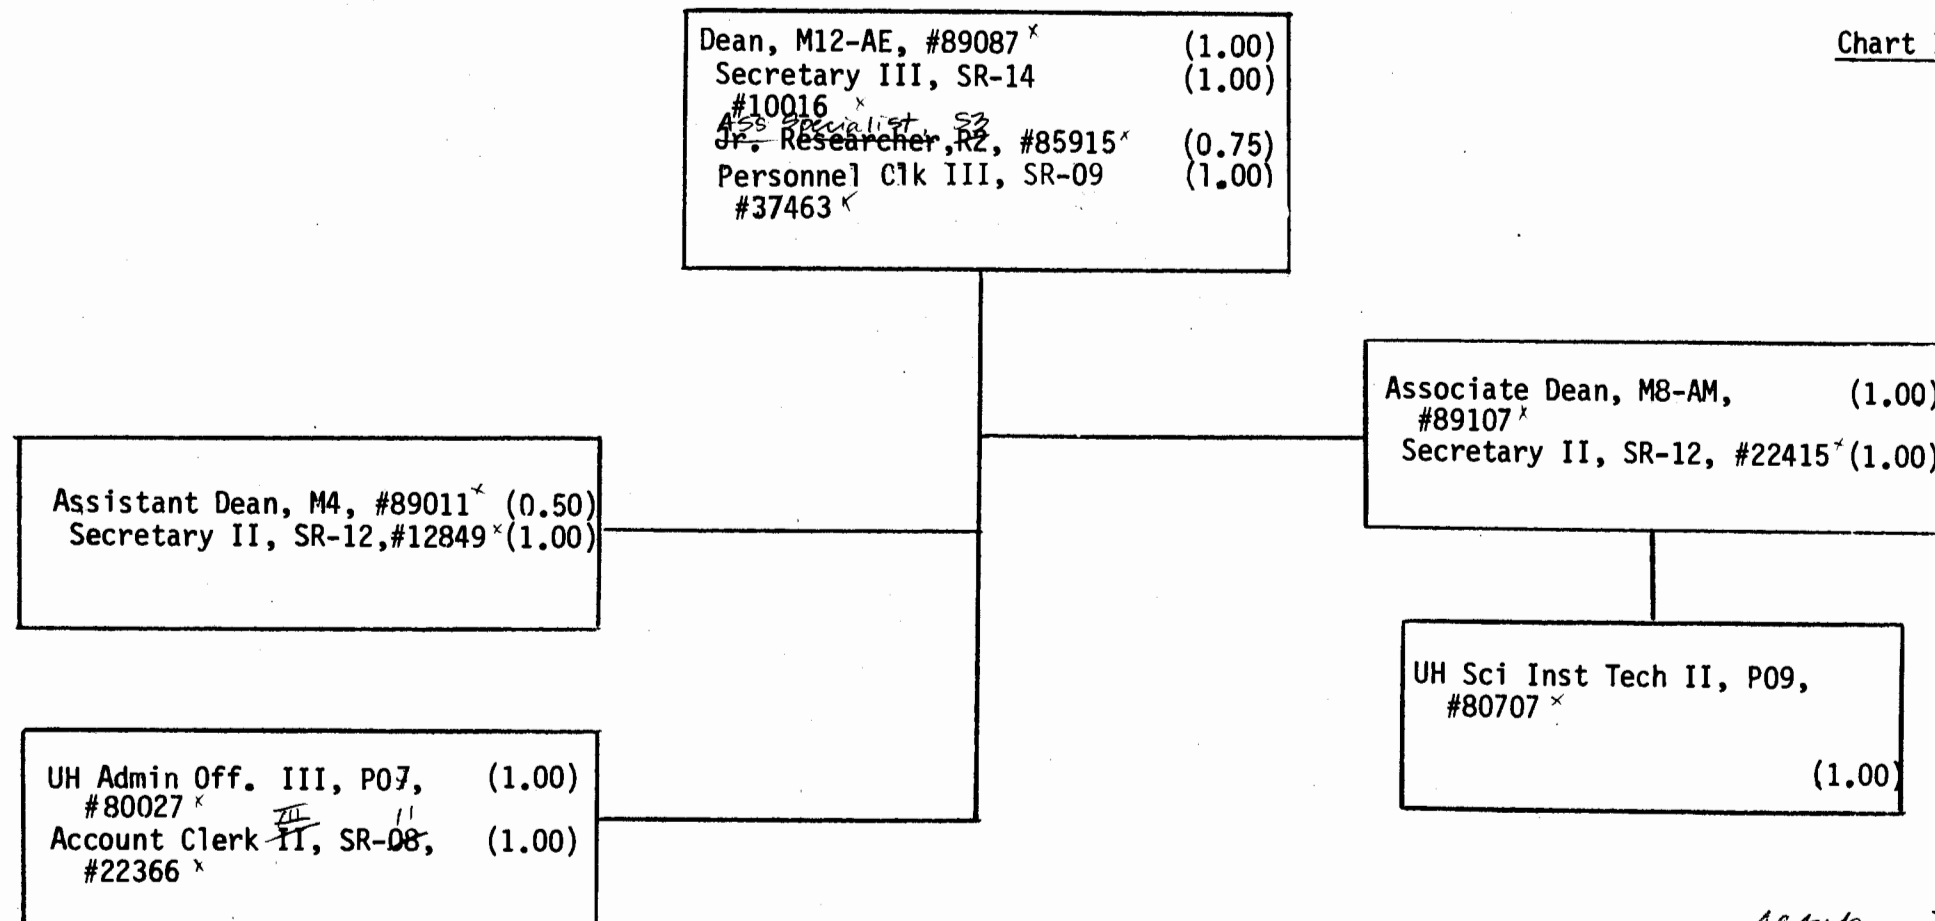 Chart
Dean, M12-AE, #89087 x (1.00)
Secretary III, SR-14 (1.00)
#10016 x
Ass Specialist, S3
Jr. Researcher, R2, #85915 x (0.75)
Personnel Clk III, SR-09 (1.00)
#37463 x
Associate Dean, M8-AM, (1.00)
#89107 x
Secretary II, SR-12, #22415 x (1.00)
Assistant Dean, M4, #89011 x (0.50)
Secretary II, SR-12,#12849 x (1.00)
UH Sci Inst Tech II, P09,
#80707 x
(1.00)
UH Admin Off. III, P07, (1.00)
#80027 x
III 11
Account Clerk II, SR-08, (1.00)
#22366 x